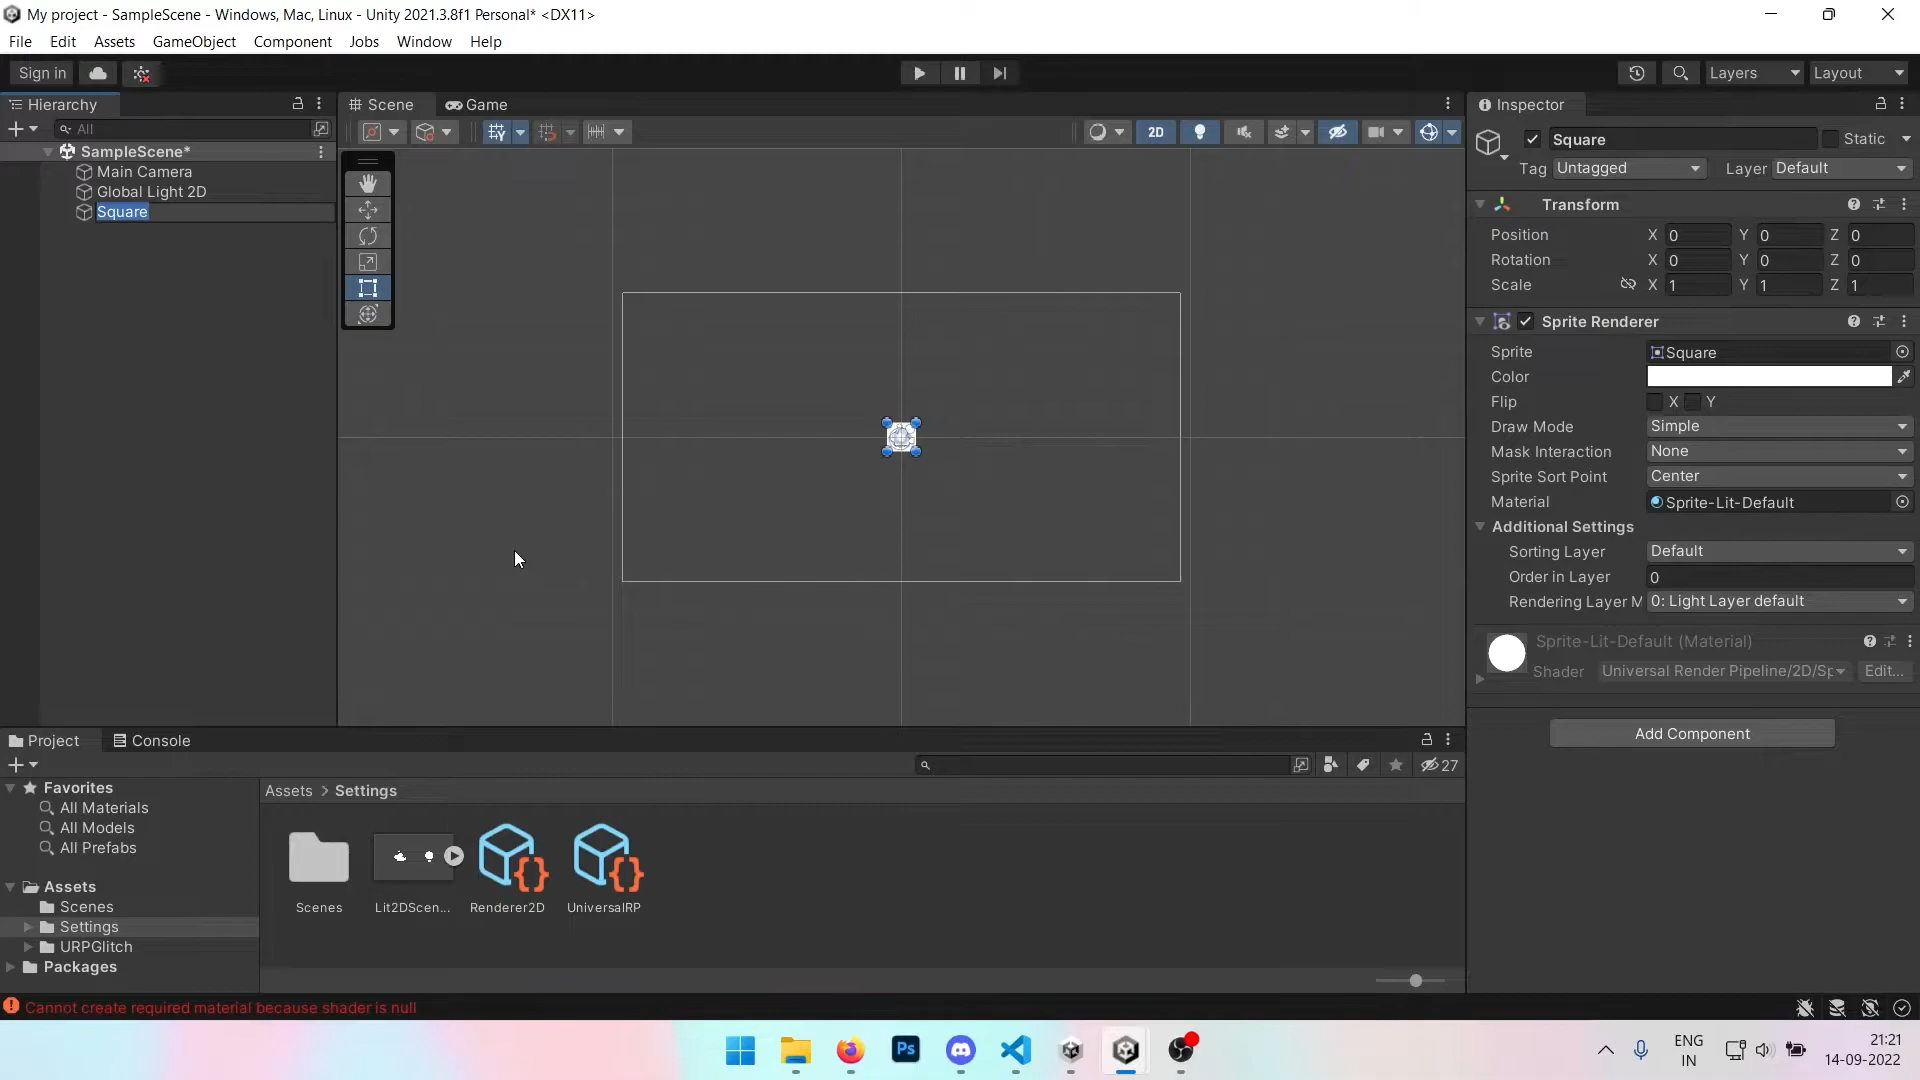 My project - SampleScene - Windows, Mac, Linux - Unity 2021.3.8f1 Personal* <DX11>
File Edit Assets GameObject Component Jobs Window Help
Sign in
Layers
Layout
Hierarchy
All
SampleScene*
Main Camera
Global Light 2D
Square
Scene
Game
2D
Inspector
Square
Static
Tag Untagged Layer Default
Transform
Position X 0 Y 0 Z 0
Rotation X 0 Y 0 Z 0
Scale X 1 Y 1 Z 1
Sprite Renderer
Sprite Square
Color
Flip X Y
Draw Mode Simple
Mask Interaction None
Sprite Sort Point Center
Material Sprite-Lit-Default
Additional Settings
Sorting Layer Default
Order in Layer 0
Rendering Layer M 0: Light Layer default
Sprite-Lit-Default (Material)
Shader Universal Render Pipeline/2D/Sp Edit...
Add Component
Project
Console
27
Favorites
All Materials
All Models
All Prefabs
Assets
Scenes
Settings
URPGlitch
Packages
Assets > Settings
Scenes
Lit2DScen...
Renderer2D
UniversalRP
Cannot create required material because shader is null
Ps
ENG
IN
21:21
14-09-2022